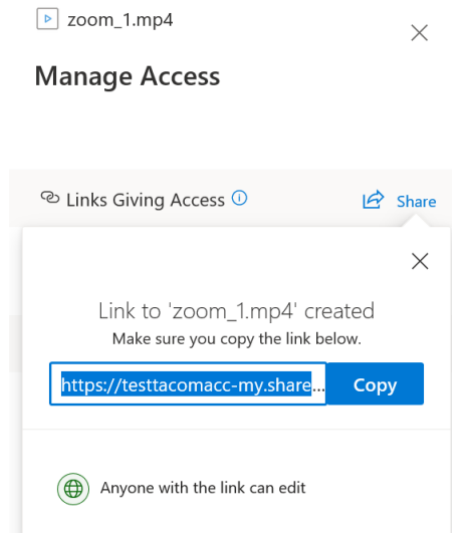 zoom_1.mp4
Manage Access
Links Giving Access
Share
Link to 'zoom_1.mp4' created
Make sure you copy the link below.
https://testtacomacc-my.share...
Copy
Anyone with the link can edit